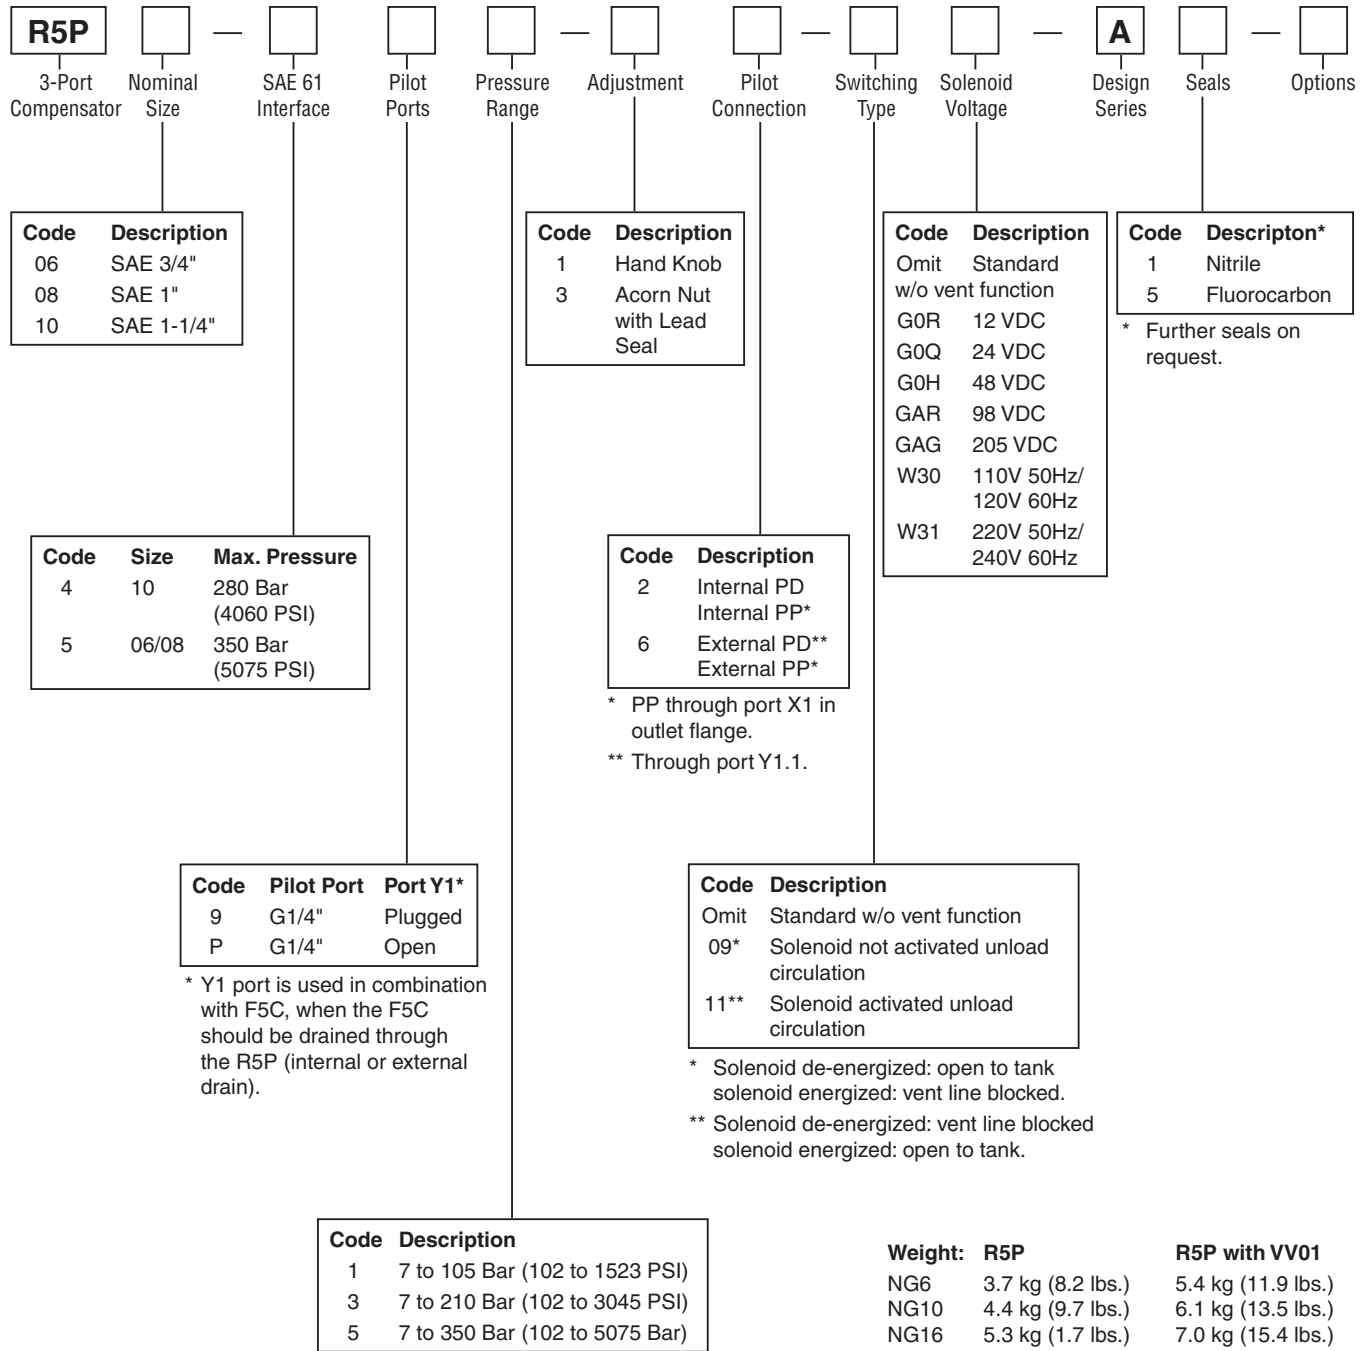 R5P — — — — A —
3-Port Compensator
Nominal Size
SAE 61 Interface
Pilot Ports
Pressure Range
Adjustment
Pilot Connection
Switching Type
Solenoid Voltage
Design Series
Seals
Options
Code Description
06 SAE 3/4"
08 SAE 1"
10 SAE 1-1/4"
Code Description
1 Hand Knob
3 Acorn Nut
with Lead
Seal
Code Description
Omit Standard
w/o vent function
G0R 12 VDC
G0Q 24 VDC
G0H 48 VDC
GAR 98 VDC
GAG 205 VDC
W30 110V 50Hz/
120V 60Hz
W31 220V 50Hz/
240V 60Hz
Code Descripton*
1 Nitrile
5 Fluorocarbon
* Further seals on
request.
Code Size Max. Pressure
4 10 280 Bar
(4060 PSI)
5 06/08 350 Bar
(5075 PSI)
Code Description
2 Internal PD
Internal PP*
6 External PD**
External PP*
* PP through port X1 in
outlet flange.
** Through port Y1.1.
Code Pilot Port Port Y1*
9 G1/4" Plugged
P G1/4" Open
* Y1 port is used in combination
with F5C, when the F5C
should be drained through
the R5P (internal or external
drain).
Code Description
Omit Standard w/o vent function
09* Solenoid not activated unload
circulation
11** Solenoid activated unload
circulation
* Solenoid de-energized: open to tank
solenoid energized: vent line blocked.
** Solenoid de-energized: vent line blocked
solenoid energized: open to tank.
Code Description
1 7 to 105 Bar (102 to 1523 PSI)
3 7 to 210 Bar (102 to 3045 PSI)
5 7 to 350 Bar (102 to 5075 Bar)
Weight: R5P R5P with VV01
NG6 3.7 kg (8.2 lbs.) 5.4 kg (11.9 lbs.)
NG10 4.4 kg (9.7 lbs.) 6.1 kg (13.5 lbs.)
NG16 5.3 kg (1.7 lbs.) 7.0 kg (15.4 lbs.)